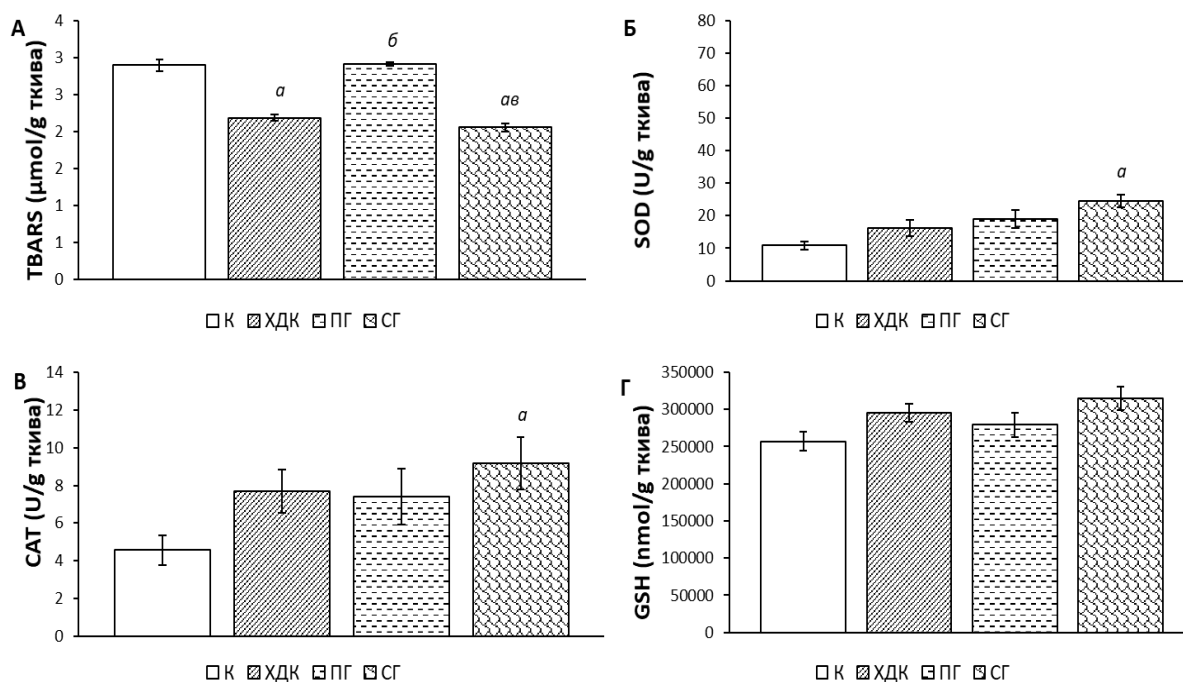 А
TBARS (µmol/g ткива)
4
3
3
2
2
1
1
0
а
б
ав
К ХДК ПГ СГ
Б
SOD (U/g ткива)
80
70
60
50
40
30
20
10
0
а
К ХДК ПГ СГ
В
CAT (U/g ткива)
14
12
10
8
6
4
2
0
а
К ХДК ПГ СГ
Г
GSH (nmol/g ткива)
350000
300000
250000
200000
150000
100000
50000
0
К ХДК ПГ СГ